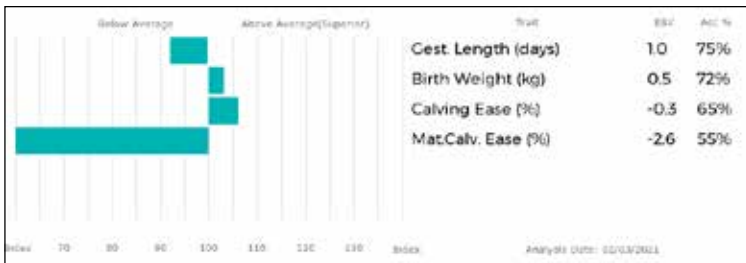 Below Average Above Average(Superior) Trait EBV Acc %
Gest. Length (days) 1.0 75%
Birth Weight (kg) 0.5 72%
Calving Ease (%) -0.3 65%
Mat.Calv. Ease (%) -2.6 55%
Index 70 80 90 100 110 120 130 Index Analysis Date: 02/03/2021